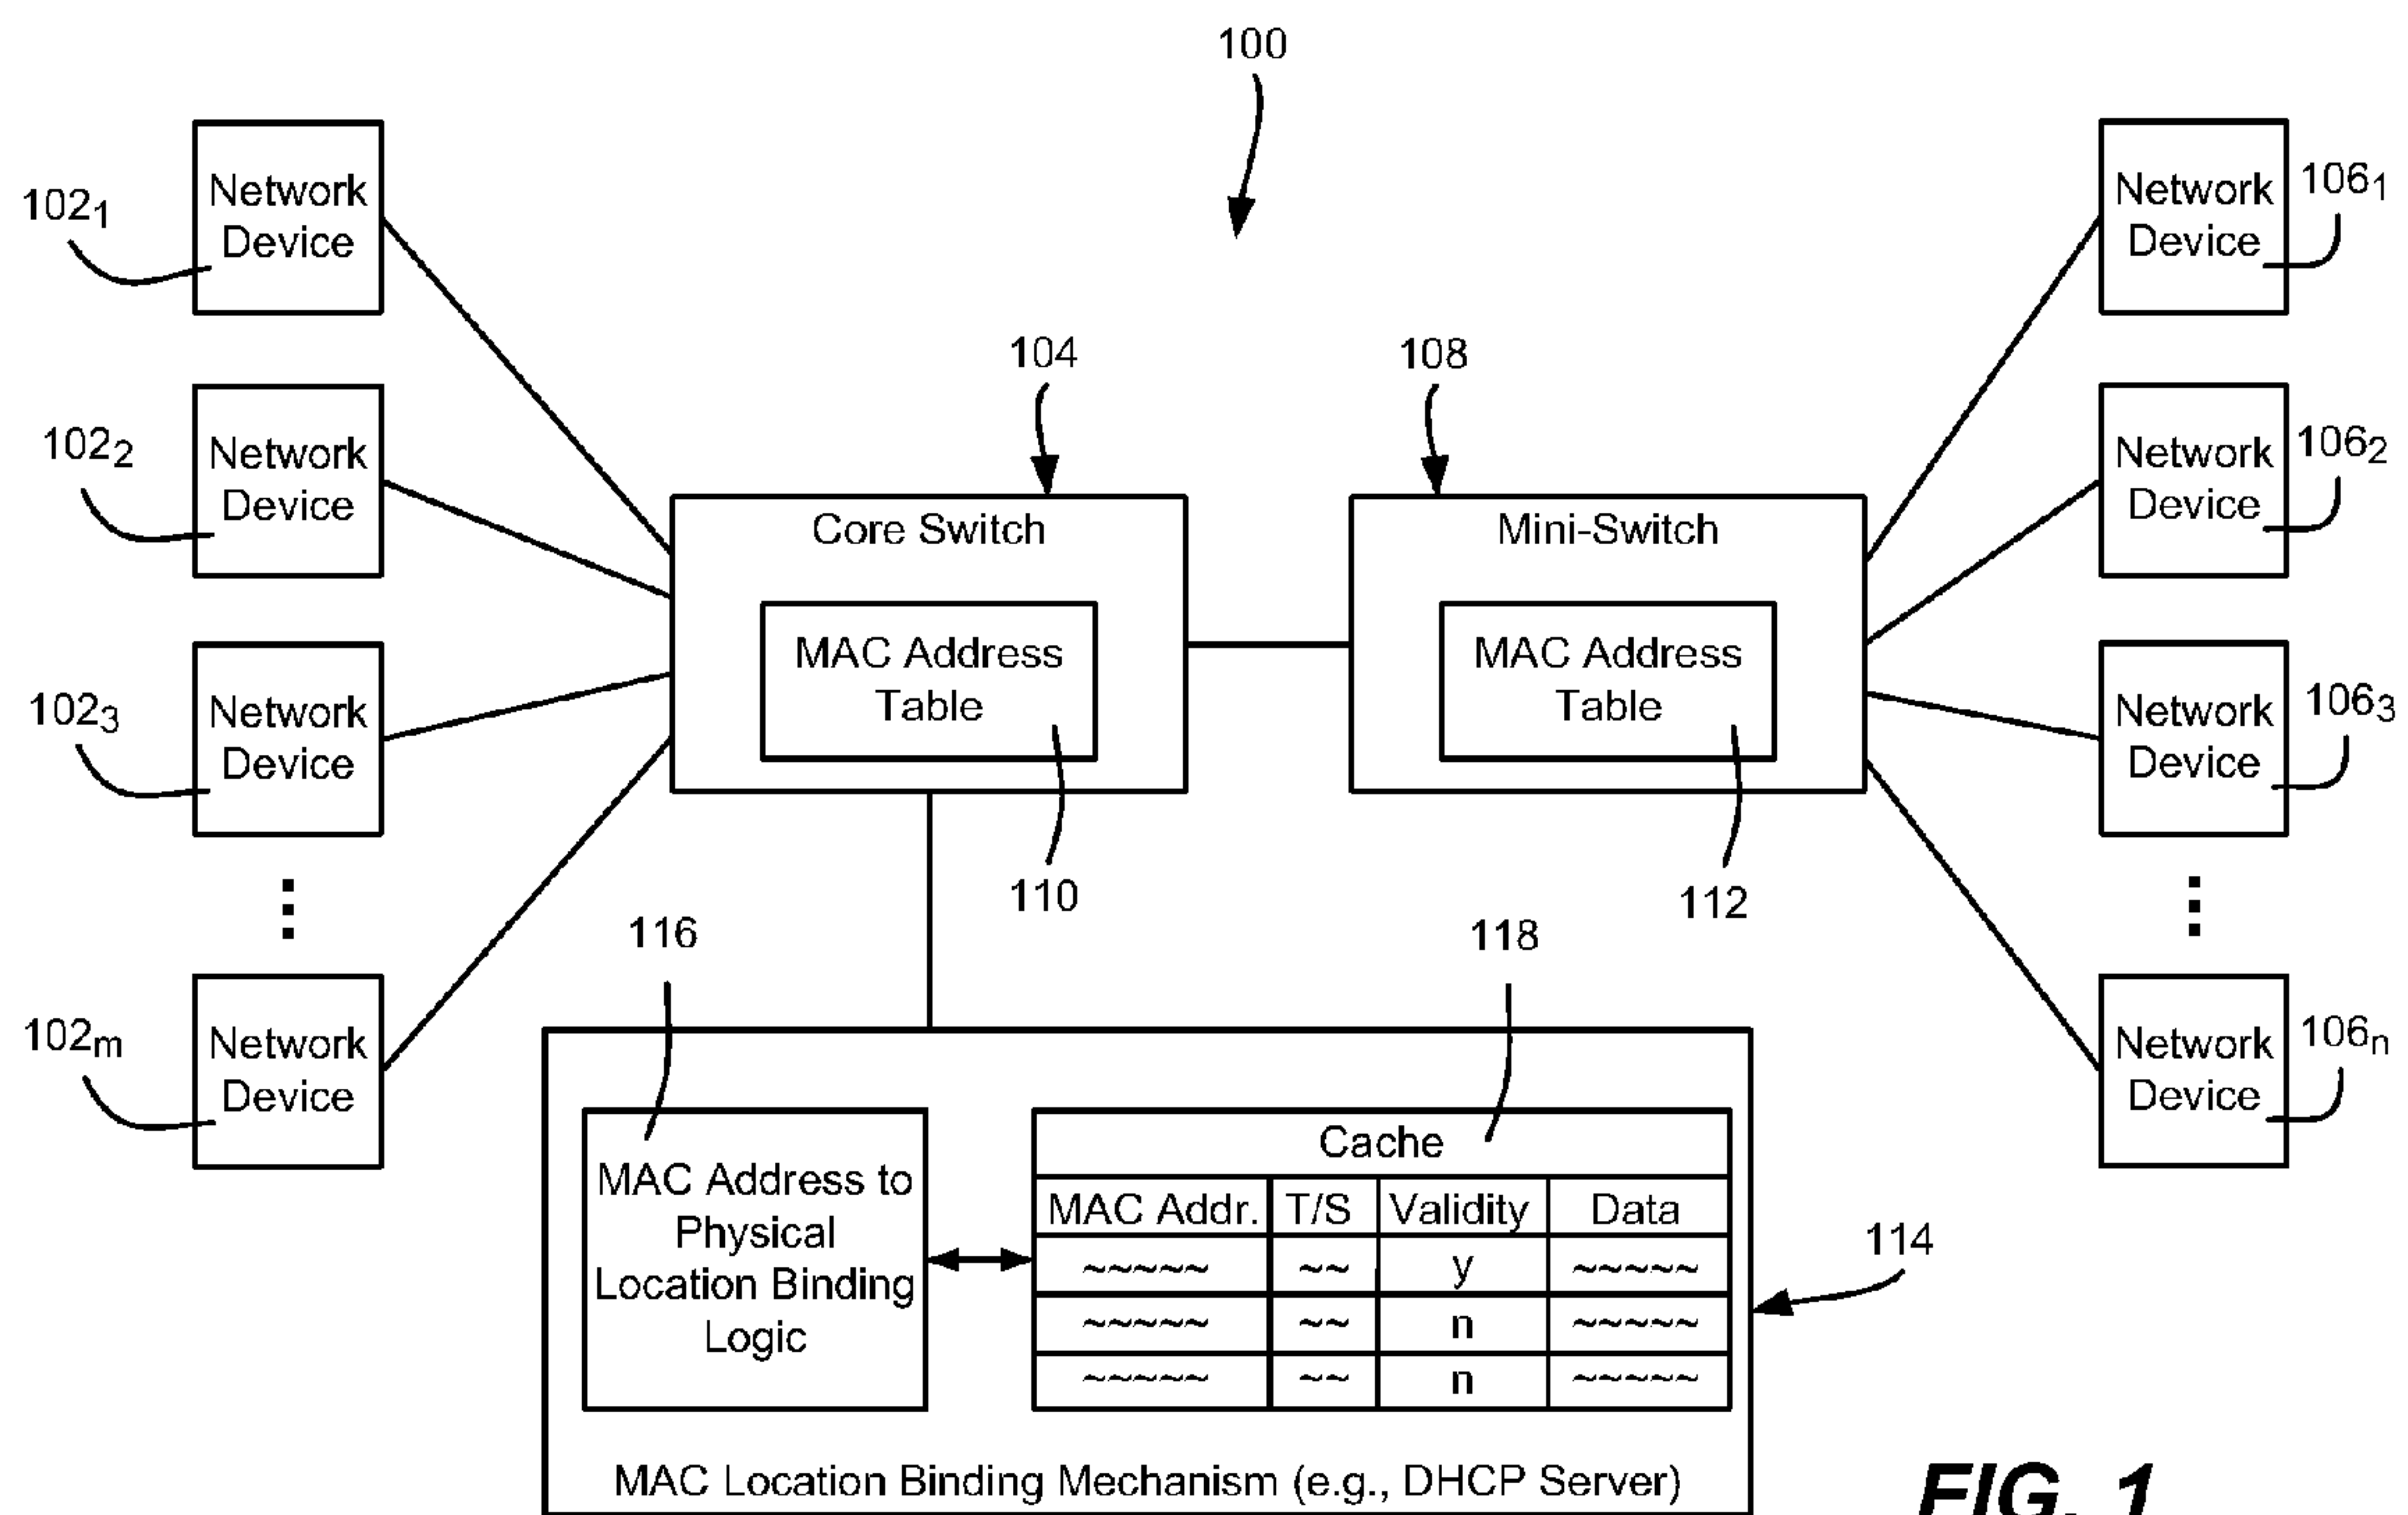 100
Network
Device
102₁
Network
Device
106₁
Network
Device
102₂
Network
Device
106₂
104
108
Core Switch
MAC Address
Table
110
Mini-Switch
MAC Address
Table
112
Network
Device
102₃
Network
Device
106₃
Network
Device
102ₘ
Network
Device
106ₙ
116
118
MAC Address to
Physical
Location Binding
Logic
Cache
MAC Addr. T/S Validity Data
~~~~~ ~~ y ~~~~~
~~~~~ ~~ n ~~~~~
~~~~~ ~~ n ~~~~~
114
MAC Location Binding Mechanism (e.g., DHCP Server)
FIG. 1